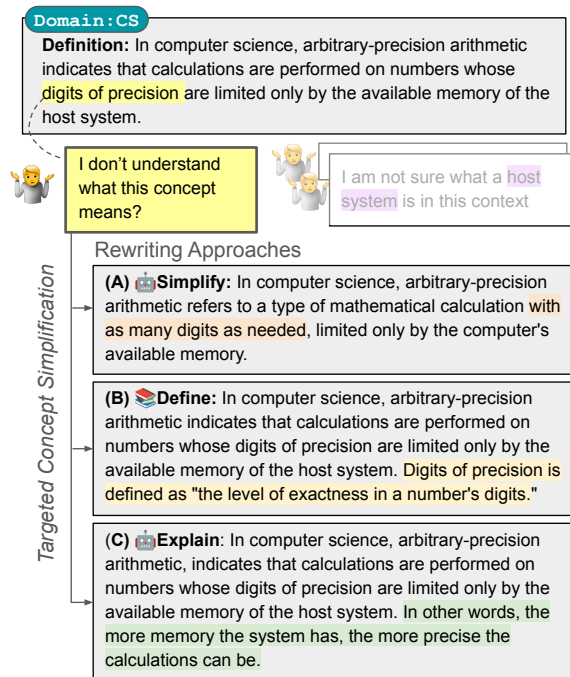 Domain:CS
Definition: In computer science, arbitrary-precision arithmetic
indicates that calculations are performed on numbers whose
digits of precision are limited only by the available memory of the
host system.
I don't understand
what this concept
means?
I am not sure what a host
system is in this context
Rewriting Approaches
Targeted Concept Simplification
(A) Simplify: In computer science, arbitrary-precision
arithmetic refers to a type of mathematical calculation with
as many digits as needed, limited only by the computer's
available memory.
(B) Define: In computer science, arbitrary-precision
arithmetic indicates that calculations are performed on
numbers whose digits of precision are limited only by the
available memory of the host system. Digits of precision is
defined as "the level of exactness in a number's digits."
(C) Explain: In computer science, arbitrary-precision
arithmetic, indicates that calculations are performed on
numbers whose digits of precision are limited only by the
available memory of the host system. In other words, the
more memory the system has, the more precise the
calculations can be.